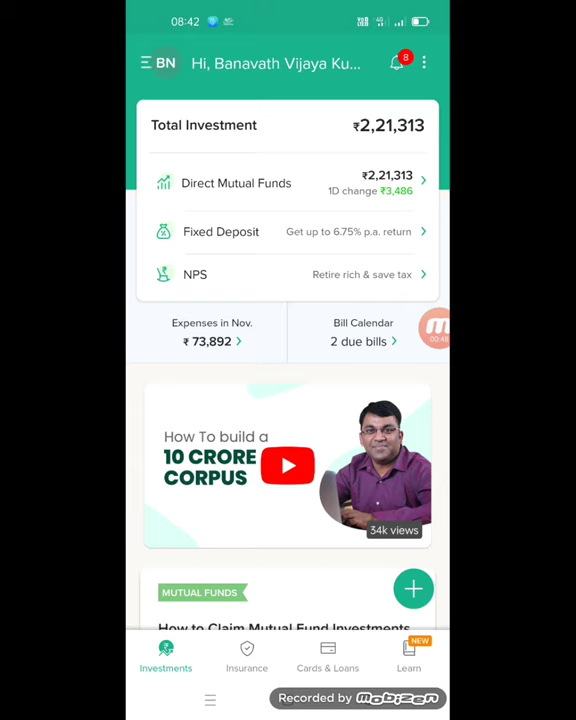 08:42
BN Hi, Banavath Vijaya Ku...
8
Total Investment ₹2,21,313
Direct Mutual Funds ₹2,21,313
1D change ₹3,486
Fixed Deposit Get up to 6.75% p.a. return
NPS Retire rich & save tax
Expenses in Nov. Bill Calendar
₹ 73,892 2 due bills
00:48
How To build a
10 CRORE
CORPUS
34k views
MUTUAL FUNDS
How to Claim Mutual Fund Investments
NEW
Investments Insurance Cards & Loans Learn
Recorded by mobizen